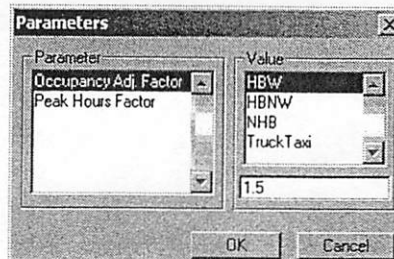 Parameters
Parameter
Occupancy Adj. Factor
Peak Hours Factor
Value
HBW
HBNW
NHB
TruckTaxi
1.5
OK
Cancel